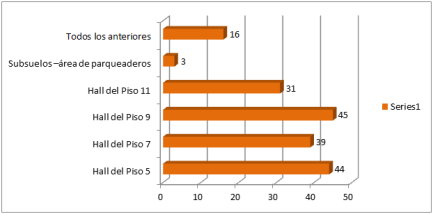 Todos los anteriores 16
Subsuelos –área de parqueaderos 3
Hall del Piso 11 31
Hall del Piso 9 45
Hall del Piso 7 39
Hall del Piso 5 44
0 10 20 30 40 50
Series1